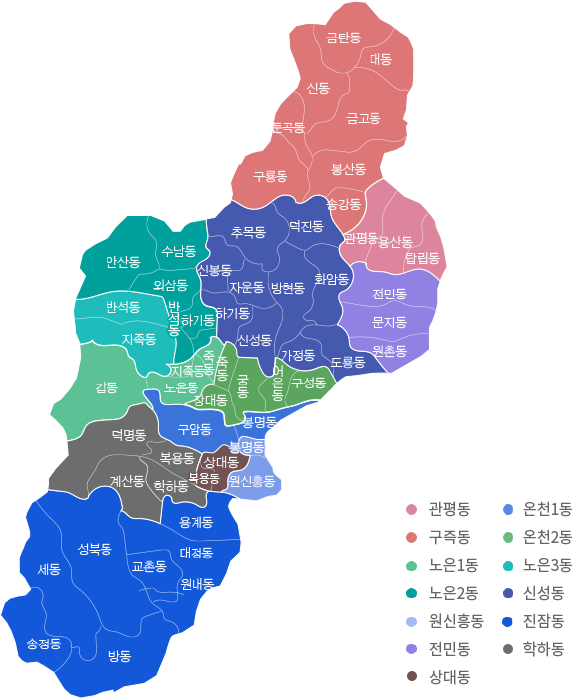 금탄동
대동
신동
금고동
둔곡동
구룡동
봉산동
송강동
추목동
덕진동
관평동
용산동
탑립동
수남동
안산동
신봉동
외삼동
자운동
방현동
화암동
전민동
반석동
반석동
하기동
하기동
문지동
지족동
신성동
가정동
도룡동
원촌동
죽동
죽동
지족동
노은동
갑동
궁동
어은동
구성동
장대동
구암동
봉명동
덕명동
봉명동
복용동
상대동
계산동
학하동
복용동
원신흥동
용계동
성북동
대정동
세동
교촌동
원내동
송정동
방동
관평동
온천1동
구즉동
온천2동
노은1동
노은3동
노은2동
신성동
원신흥동
진잠동
전민동
학하동
상대동